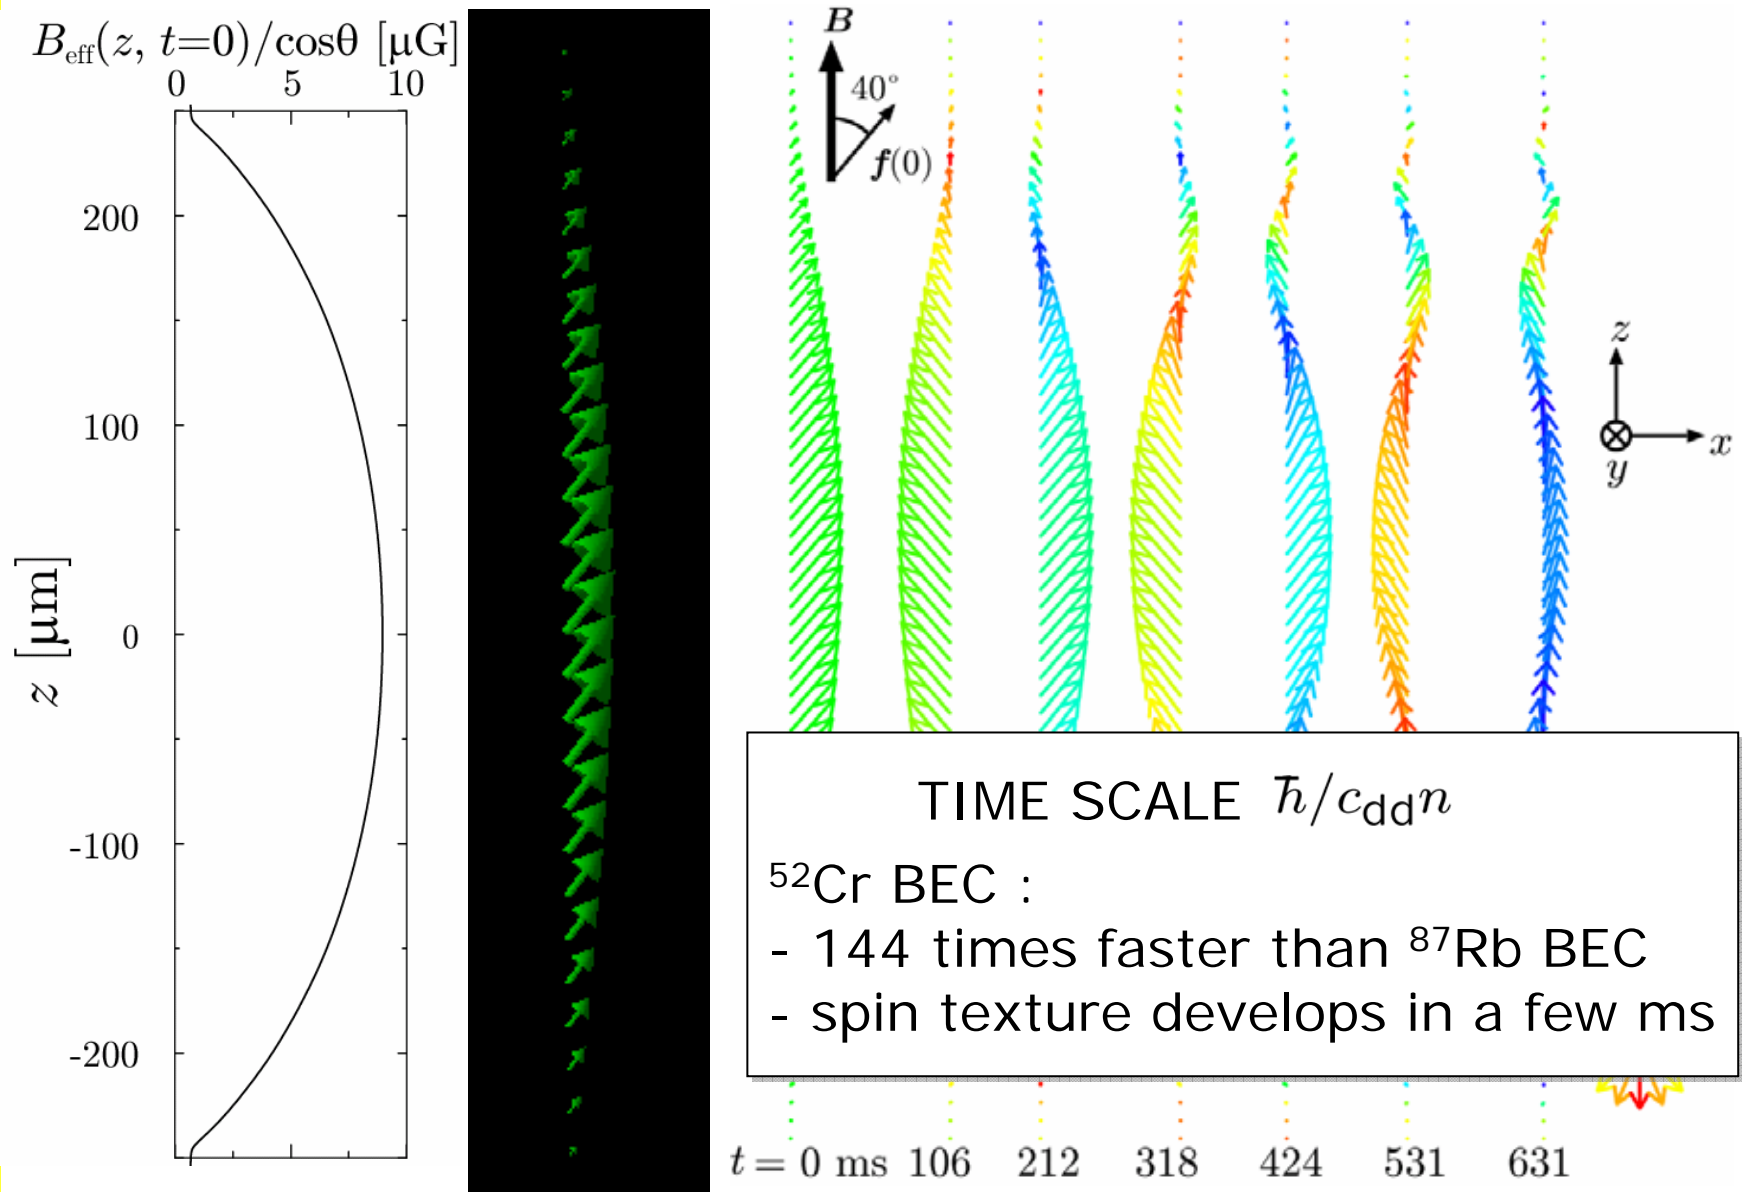 B_eff(z, t=0)/cosθ [μG]
0 5 10
200
100
0
-100
-200
z [μm]
B
40°
f(0)
z
x
y
TIME SCALE ℏ/c_dd n
⁵²Cr BEC :
- 144 times faster than ⁸⁷Rb BEC
- spin texture develops in a few ms
t = 0 ms 106 212 318 424 531 631